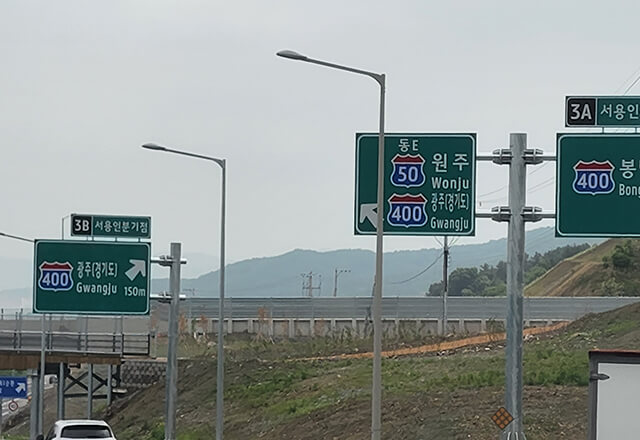 3B 서용인분기점
400 광주(경기도)
Gwangju 150m
동E
50 원주
Wonju
400 광주(경기도)
Gwangju
3A 서용인
400 봉
Bong